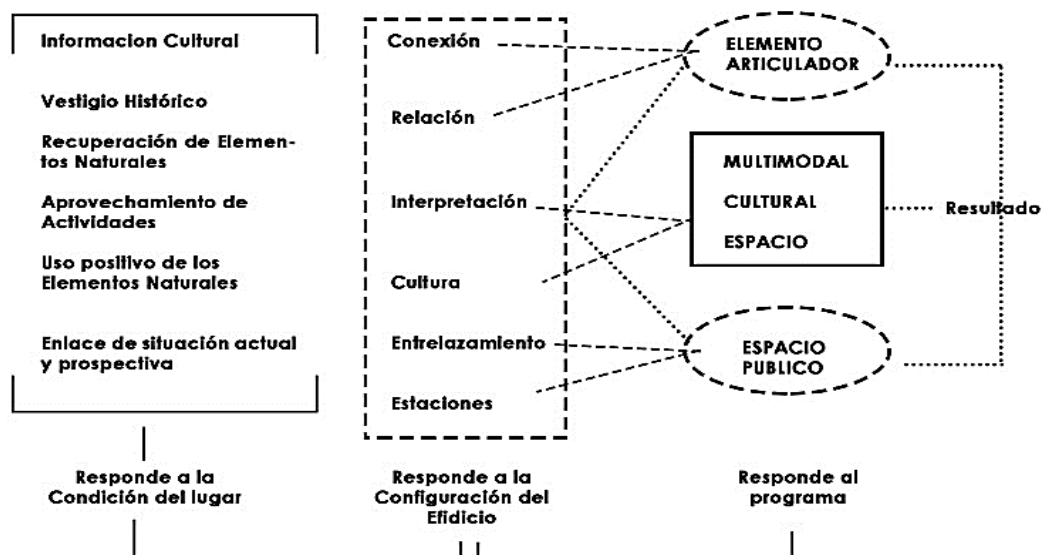 Informacion Cultural
Vestigio Histórico
Recuperación de Elemen-
tos Naturales
Aprovechamiento de
Actividades
Uso positivo de los
Elementos Naturales
Enlace de situación actual
y prospectiva
Responde a la
Condición del lugar
Conexión
Relación
Interpretación
Cultura
Entrelazamiento
Estaciones
Responde a la
Configuración del
Efidicio
ELEMENTO
ARTICULADOR
MULTIMODAL
CULTURAL
ESPACIO
ESPACIO
PUBLICO
Resultado
Responde al
programa